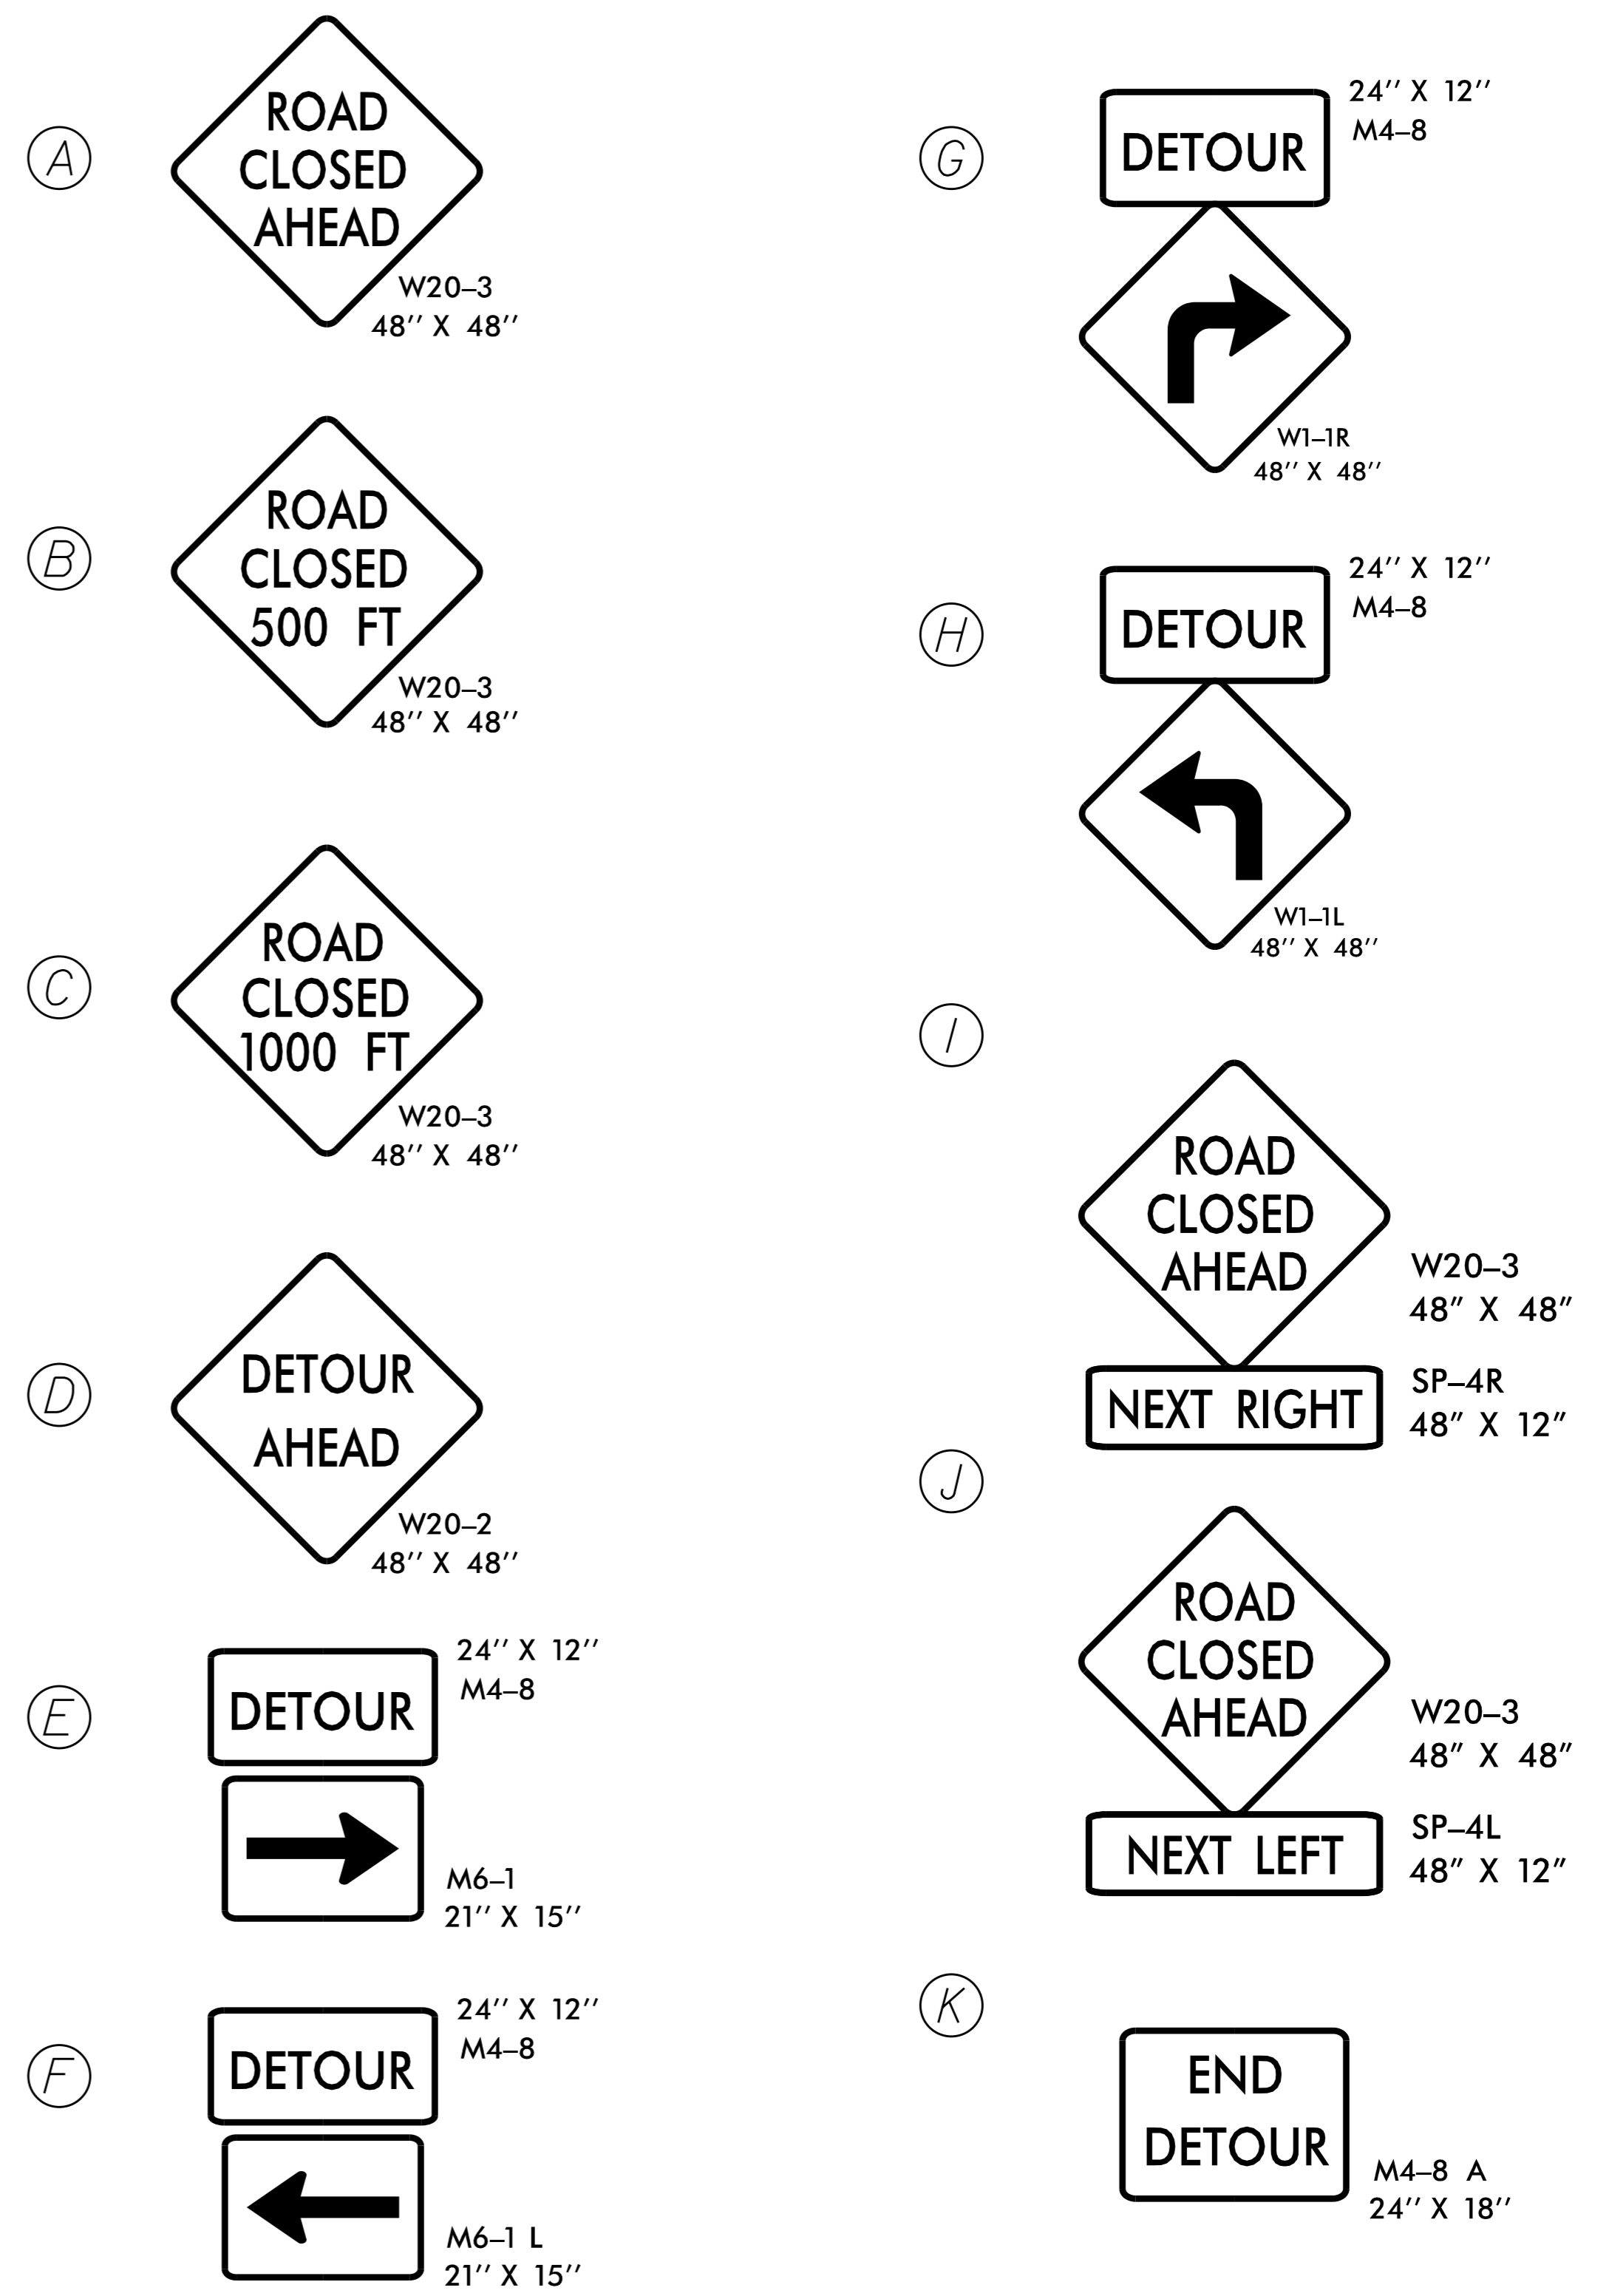 A
ROAD
CLOSED
AHEAD
W20–3
48'' X 48''
B
ROAD
CLOSED
500 FT
W20–3
48'' X 48''
C
ROAD
CLOSED
1000 FT
W20–3
48'' X 48''
D
DETOUR
AHEAD
W20–2
48'' X 48''
E
24'' X 12''
M4–8
DETOUR
M6–1
21'' X 15''
F
24'' X 12''
M4–8
DETOUR
M6–1 L
21'' X 15''
G
24'' X 12''
M4–8
DETOUR
W1–1R
48'' X 48''
H
24'' X 12''
M4–8
DETOUR
W1–1L
48'' X 48''
I
ROAD
CLOSED
AHEAD
W20–3
48" X 48"
SP–4R
NEXT RIGHT
48" X 12"
J
ROAD
CLOSED
AHEAD
W20–3
48" X 48"
SP–4L
NEXT LEFT
48" X 12"
K
END
DETOUR
M4–8 A
24'' X 18''